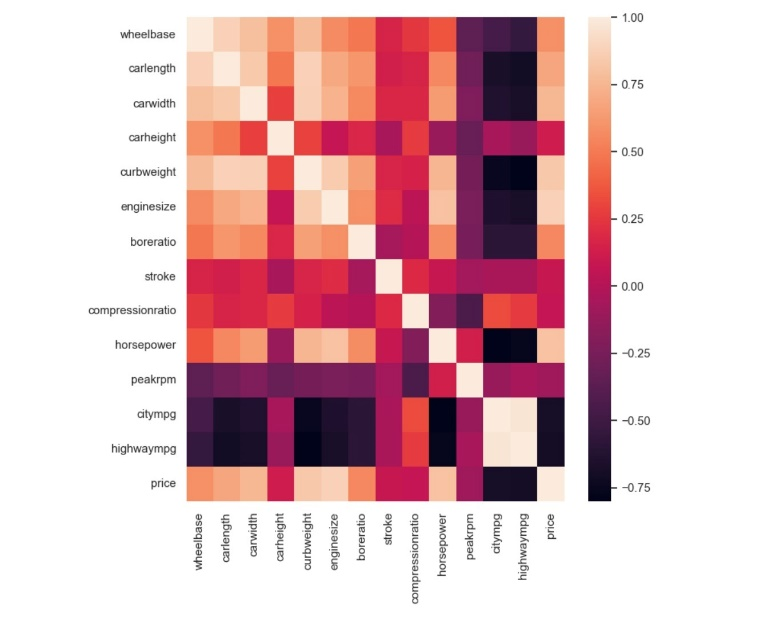 wheelbase
carlength
carwidth
carheight
curbweight
enginesize
boreratio
stroke
compressionratio
horsepower
peakrpm
citympg
highwaympg
price
wheelbase
carlength
carwidth
carheight
curbweight
enginesize
boreratio
stroke
compressionratio
horsepower
peakrpm
citympg
highwaympg
price
1.00
0.75
0.50
0.25
0.00
−0.25
−0.50
−0.75